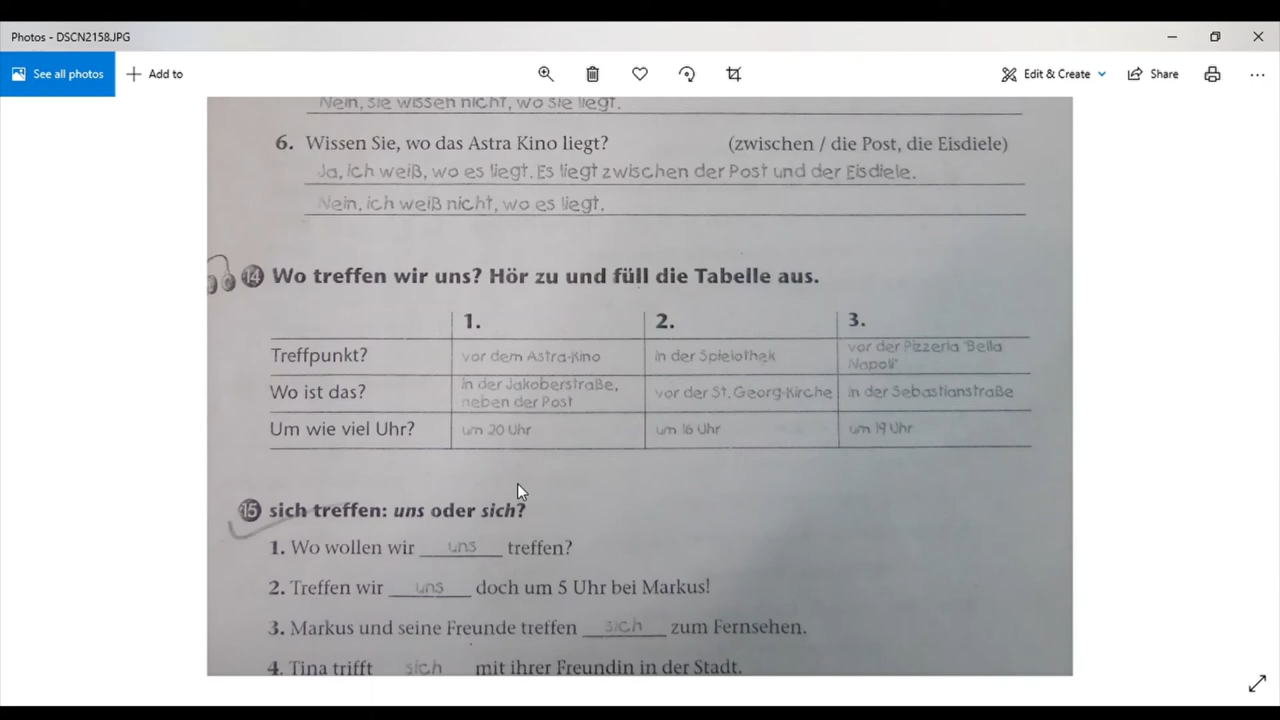 Photos - DSCN2158.JPG
See all photos
Add to
Edit & Create
Share
Nein, sie wissen nicht, wo sie liegt.
6. Wissen Sie, wo das Astra Kino liegt? (zwischen / die Post, die Eisdiele)
Ja, ich weiß, wo es liegt. Es liegt zwischen der Post und der Eisdiele.
Nein, ich weiß nicht, wo es liegt.
14 Wo treffen wir uns? Hör zu und füll die Tabelle aus.
1. 2. 3.
Treffpunkt? vor dem Astra-Kino in der Spielothek vor der Pizzeria "Bella
Napoli"
Wo ist das? in der Jakoberstraße, vor der St. Georg-Kirche in der Sebastianstraße
neben der Post
Um wie viel Uhr? um 20 Uhr um 16 Uhr um 19 Uhr
15 sich treffen: uns oder sich?
1. Wo wollen wir uns treffen?
2. Treffen wir uns doch um 5 Uhr bei Markus!
3. Markus und seine Freunde treffen sich zum Fernsehen.
4. Tina trifft sich mit ihrer Freundin in der Stadt.